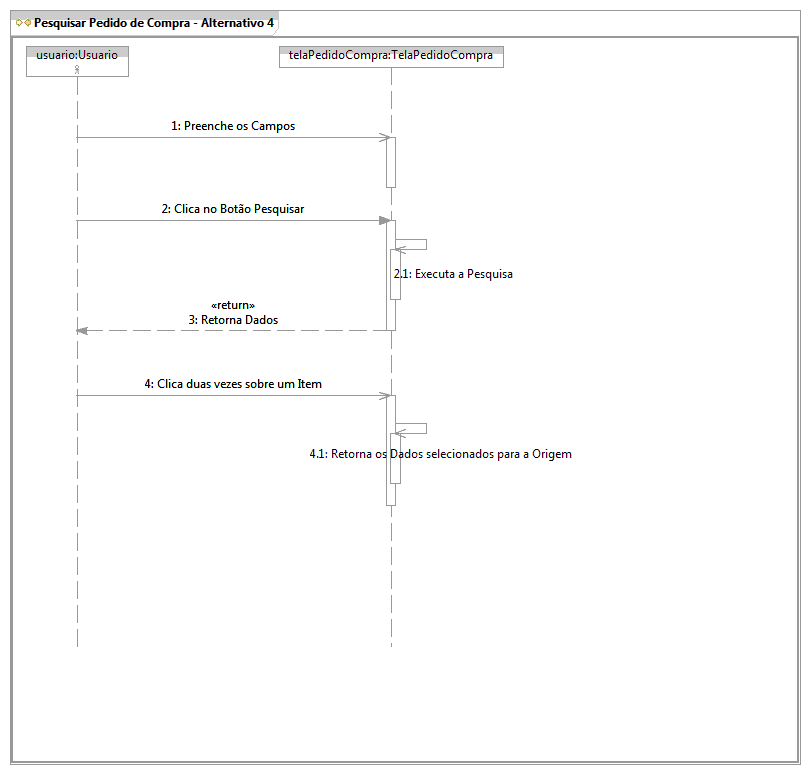 Pesquisar Pedido de Compra - Alternativo 4
usuario:Usuario
telaPedidoCompra:TelaPedidoCompra
1: Preenche os Campos
2: Clica no Botão Pesquisar
2.1: Executa a Pesquisa
«return»
3: Retorna Dados
4: Clica duas vezes sobre um Item
4.1: Retorna os Dados selecionados para a Origem